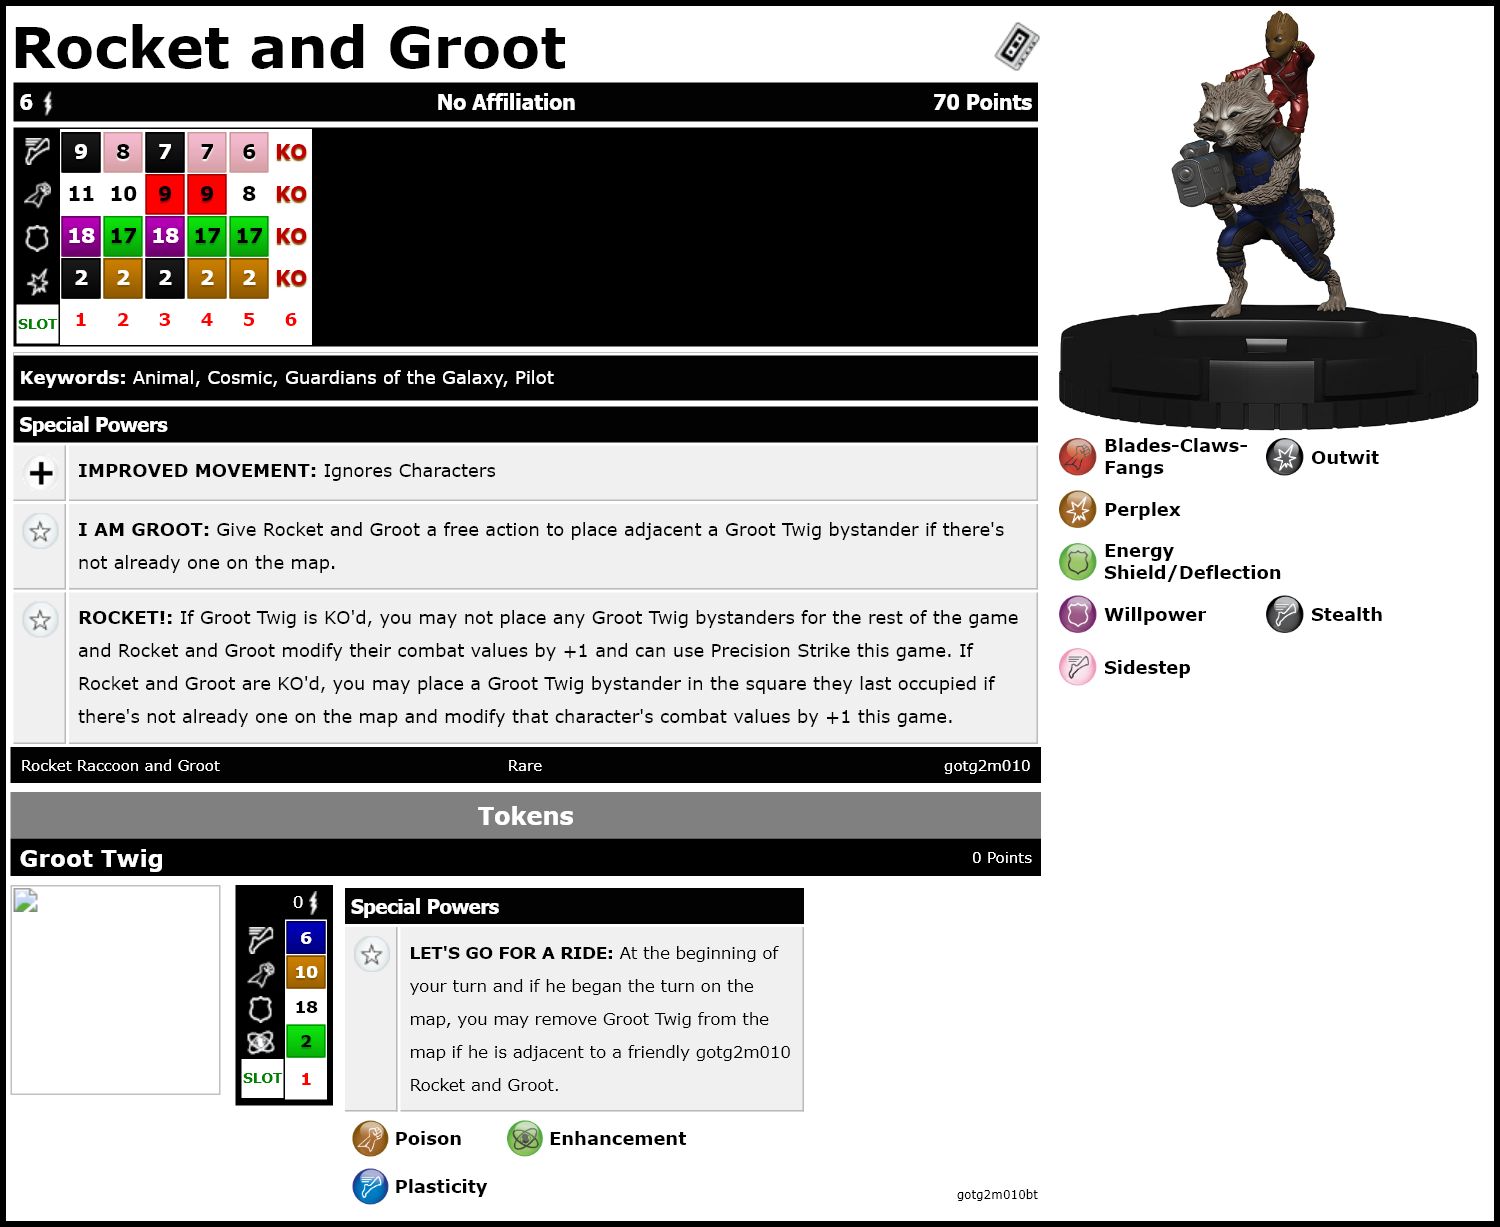 Rocket and Groot
6 No Affiliation 70 Points
9 8 7 7 6 KO
11 10 9 9 8 KO
18 17 18 17 17 KO
2 2 2 2 2 KO
SLOT 1 2 3 4 5 6
Keywords: Animal, Cosmic, Guardians of the Galaxy, Pilot
Special Powers
IMPROVED MOVEMENT: Ignores Characters
I AM GROOT: Give Rocket and Groot a free action to place adjacent a Groot Twig bystander if there's
not already one on the map.
ROCKET!: If Groot Twig is KO'd, you may not place any Groot Twig bystanders for the rest of the game
and Rocket and Groot modify their combat values by +1 and can use Precision Strike this game. If
Rocket and Groot are KO'd, you may place a Groot Twig bystander in the square they last occupied if
there's not already one on the map and modify that character's combat values by +1 this game.
Rocket Raccoon and Groot Rare gotg2m010
Blades-Claws-
Fangs
Outwit
Perplex
Energy
Shield/Deflection
Willpower Stealth
Sidestep
Tokens
Groot Twig 0 Points
0
6
10
18
2
SLOT 1
Special Powers
LET'S GO FOR A RIDE: At the beginning of
your turn and if he began the turn on the
map, you may remove Groot Twig from the
map if he is adjacent to a friendly gotg2m010
Rocket and Groot.
Poison Enhancement
Plasticity
gotg2m010bt